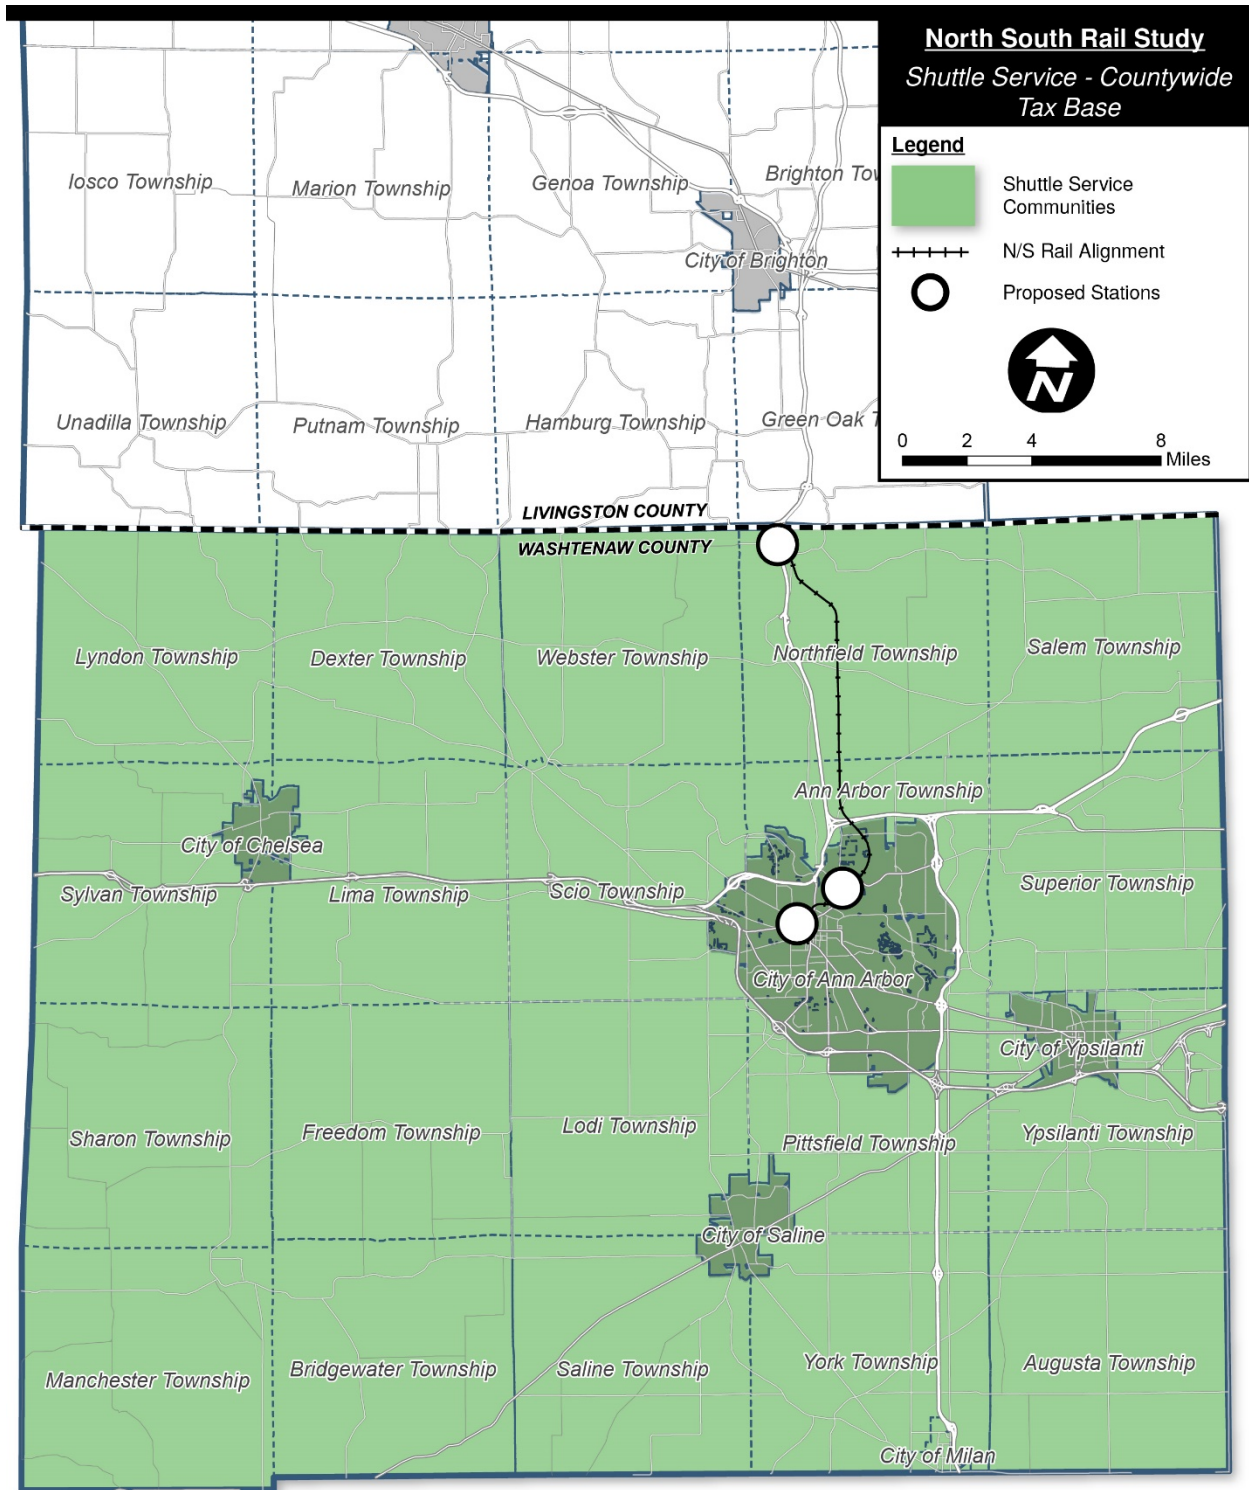 North South Rail Study
Shuttle Service - Countywide
Tax Base
Legend
Shuttle Service
Communities
N/S Rail Alignment
Proposed Stations
N
0 2 4 8
Miles
Iosco Township
Marion Township
Genoa Township
Brighton Tow
City of Brighton
Unadilla Township
Putnam Township
Hamburg Township
Green Oak T
LIVINGSTON COUNTY
WASHTENAW COUNTY
Lyndon Township
Dexter Township
Webster Township
Northfield Township
Salem Township
Ann Arbor Township
City of Chelsea
Sylvan Township
Lima Township
Scio Township
Superior Township
City of Ann Arbor
City of Ypsilanti
Sharon Township
Freedom Township
Lodi Township
Pittsfield Township
Ypsilanti Township
City of Saline
Manchester Township
Bridgewater Township
Saline Township
York Township
Augusta Township
City of Milan